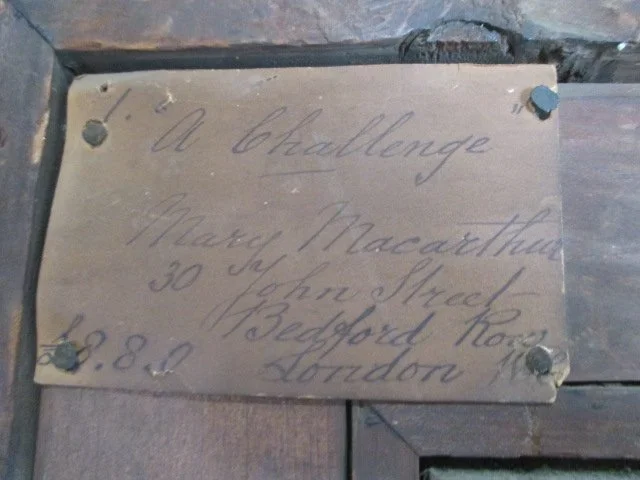 1. "A Challenge"
Mary Macarthur
30 John Street
Bedford Row
London W.C.
£8.8.0